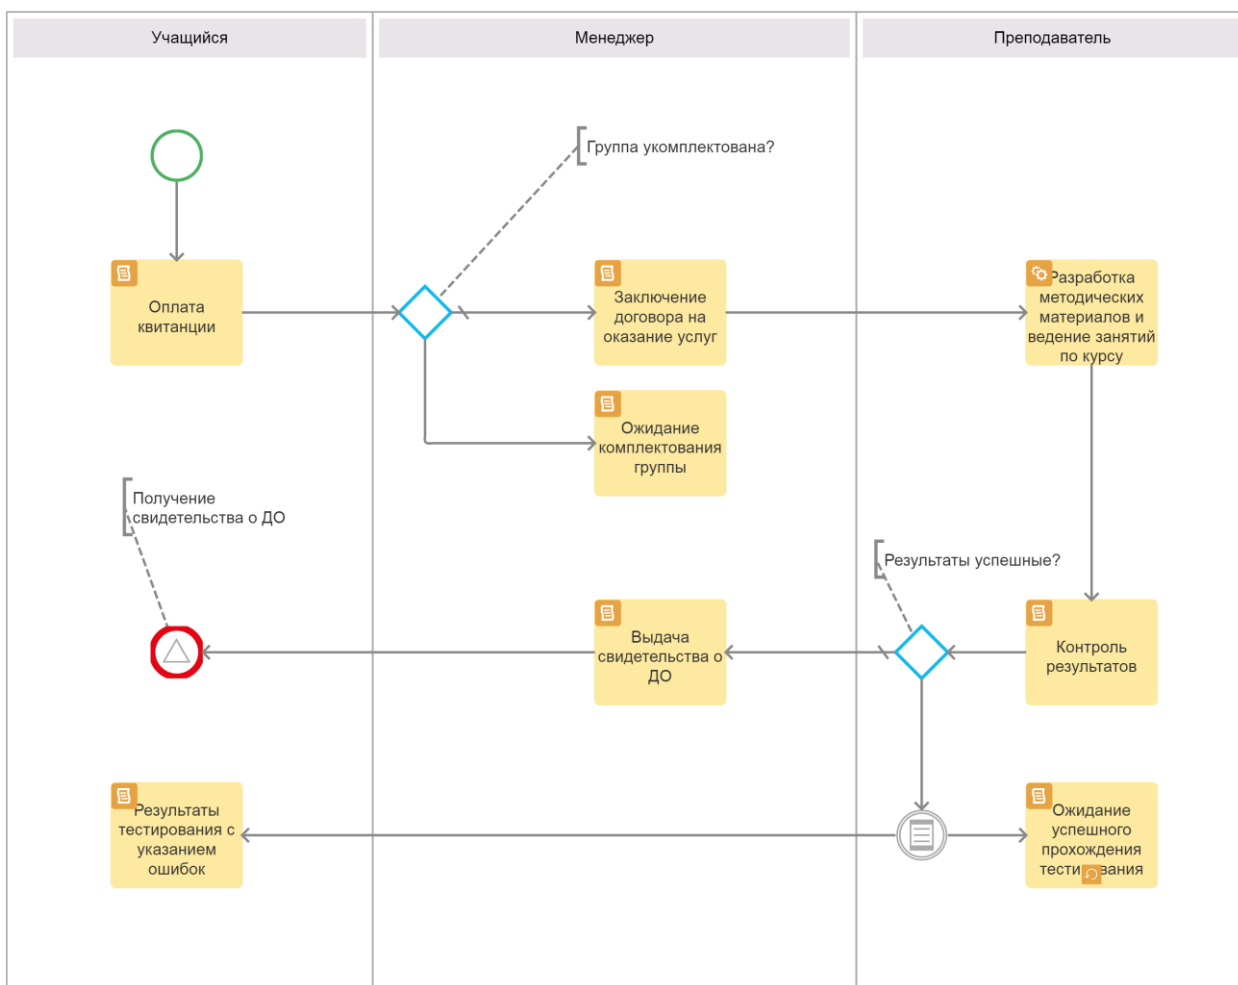 Учащийся
Менеджер
Преподаватель
Группа укомплектована?
Оплата
квитанции
Заключение
договора на
оказание услуг
Разработка
методических
материалов и
ведение занятий
по курсу
Ожидание
комплектования
группы
Получение
свидетельства о ДО
Результаты успешные?
Выдача
свидетельства о
ДО
Контроль
результатов
Результаты
тестирования с
указанием
ошибок
Ожидание
успешного
прохождения
тестирования